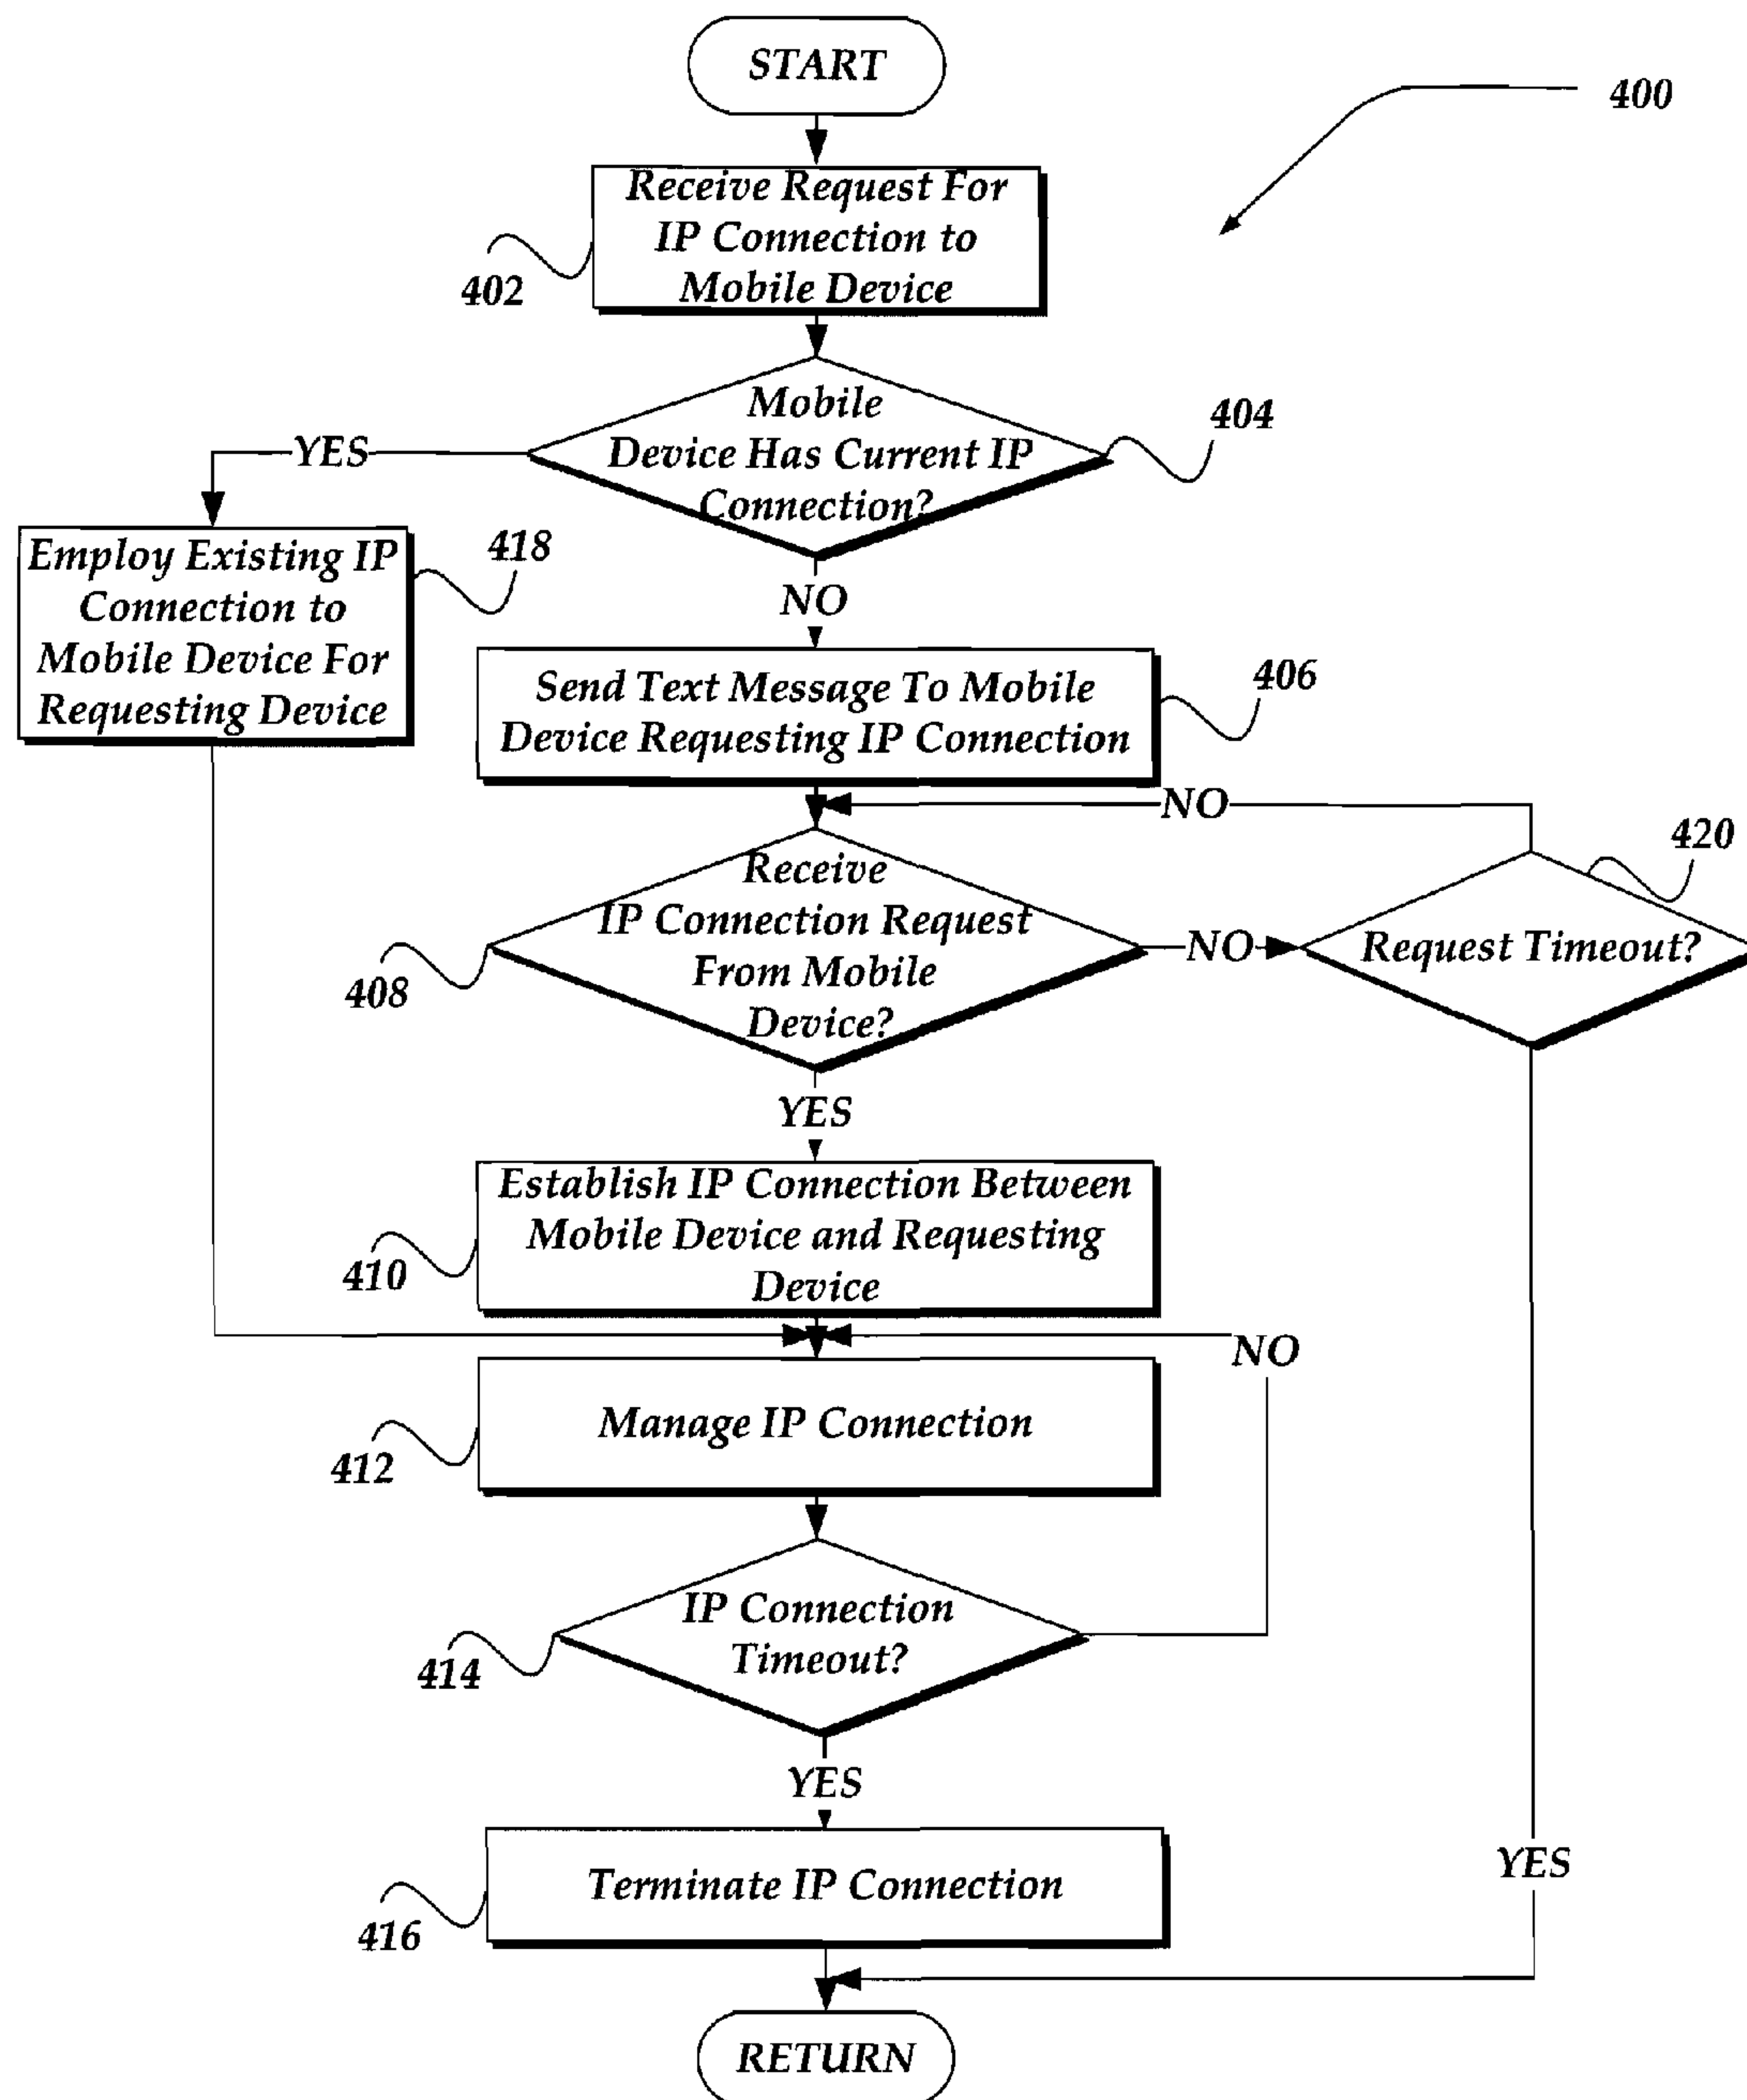 START
400
Receive Request For
IP Connection to
Mobile Device
402
Mobile
Device Has Current IP
Connection?
404
YES
NO
Employ Existing IP
Connection to
Mobile Device For
Requesting Device
418
Send Text Message To Mobile
Device Requesting IP Connection
406
NO
420
Receive
IP Connection Request
From Mobile
Device?
408
NO
Request Timeout?
YES
Establish IP Connection Between
Mobile Device and Requesting
Device
410
NO
Manage IP Connection
412
IP Connection
Timeout?
414
YES
YES
Terminate IP Connection
416
RETURN